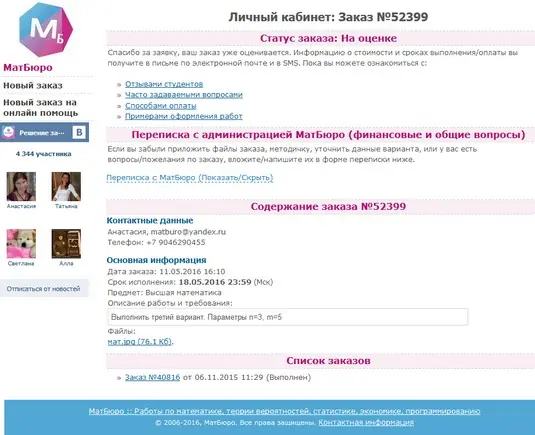 МБ
МатБюро
Новый заказ
Новый заказ на
онлайн помощь
Решение за—
В
4 344 участника
Анастасия Татьяна
Светлана Алла
Отписаться от новостей
Личный кабинет: Заказ №52399
Статус заказа: На оценке
Спасибо за заявку, ваш заказ уже оценивается. Информацию о стоимости и сроках выполнения/оплаты вы
получите в письме по электронной почте и в SMS. Пока вы можете ознакомиться с:
» Отзывами студентов
» Часто задаваемыми вопросами
» Способами оплаты
» Примерами оформления работ
Переписка с администрацией МатБюро (финансовые и общие вопросы)
Если вы забыли приложить файлы заказа, методичку, уточнить данные варианта, или у вас есть
вопросы/пожелания по заказу, вложите/напишите их в форме переписки ниже.
Переписка с МатБюро (Показать/Скрыть)
Содержание заказа №52399
Контактные данные
Анастасия, matburo@yandex.ru
Телефон: +7 9046290455
Основная информация
Дата заказа: 11.05.2016 16:10
Срок исполнения: 18.05.2016 23:59 (Мск)
Предмет: Высшая математика
Описание работы и требования:
Выполнить третий вариант. Параметры n=3, m=5
Файлы:
мат.jpg (76.1 Кб).
Список заказов
» Заказ №40816 от 06.11.2015 11:29 (Выполнен)
МатБюро :: Работы по математике, теории вероятностей, статистике, экономике, программированию
© 2006-2016, МатБюро. Все права защищены. Контактная информация